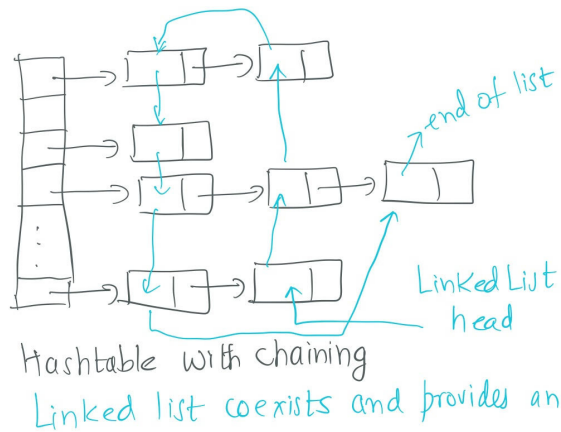 end of list
Linked List
head
Hashtable with chaining
Linked list coexists and provides an